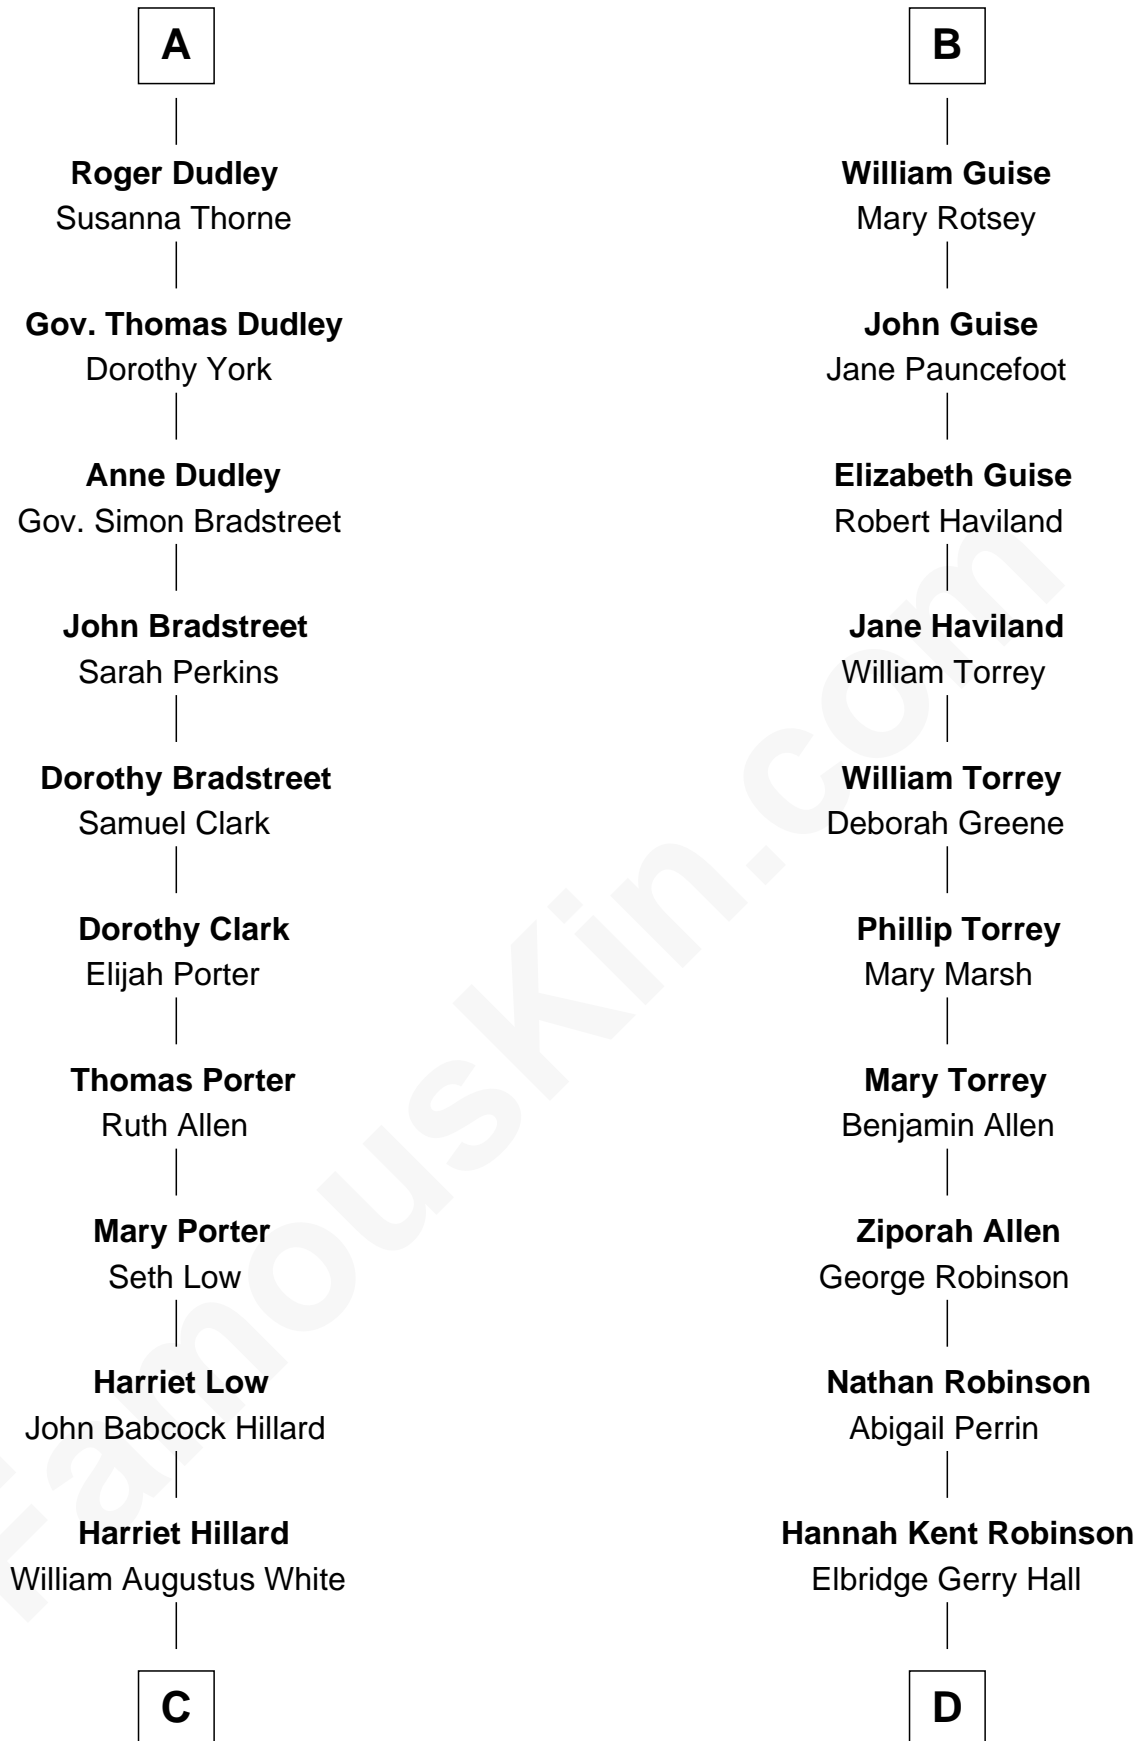 A
Roger Dudley
Susanna Thorne
Gov. Thomas Dudley
Dorothy York
Anne Dudley
Gov. Simon Bradstreet
John Bradstreet
Sarah Perkins
Dorothy Bradstreet
Samuel Clark
Dorothy Clark
Elijah Porter
Thomas Porter
Ruth Allen
Mary Porter
Seth Low
Harriet Low
John Babcock Hillard
Harriet Hillard
William Augustus White
C
B
William Guise
Mary Rotsey
John Guise
Jane Pauncefoot
Elizabeth Guise
Robert Haviland
Jane Haviland
William Torrey
William Torrey
Deborah Greene
Phillip Torrey
Mary Marsh
Mary Torrey
Benjamin Allen
Ziporah Allen
George Robinson
Nathan Robinson
Abigail Perrin
Hannah Kent Robinson
Elbridge Gerry Hall
D
FamousKin.com